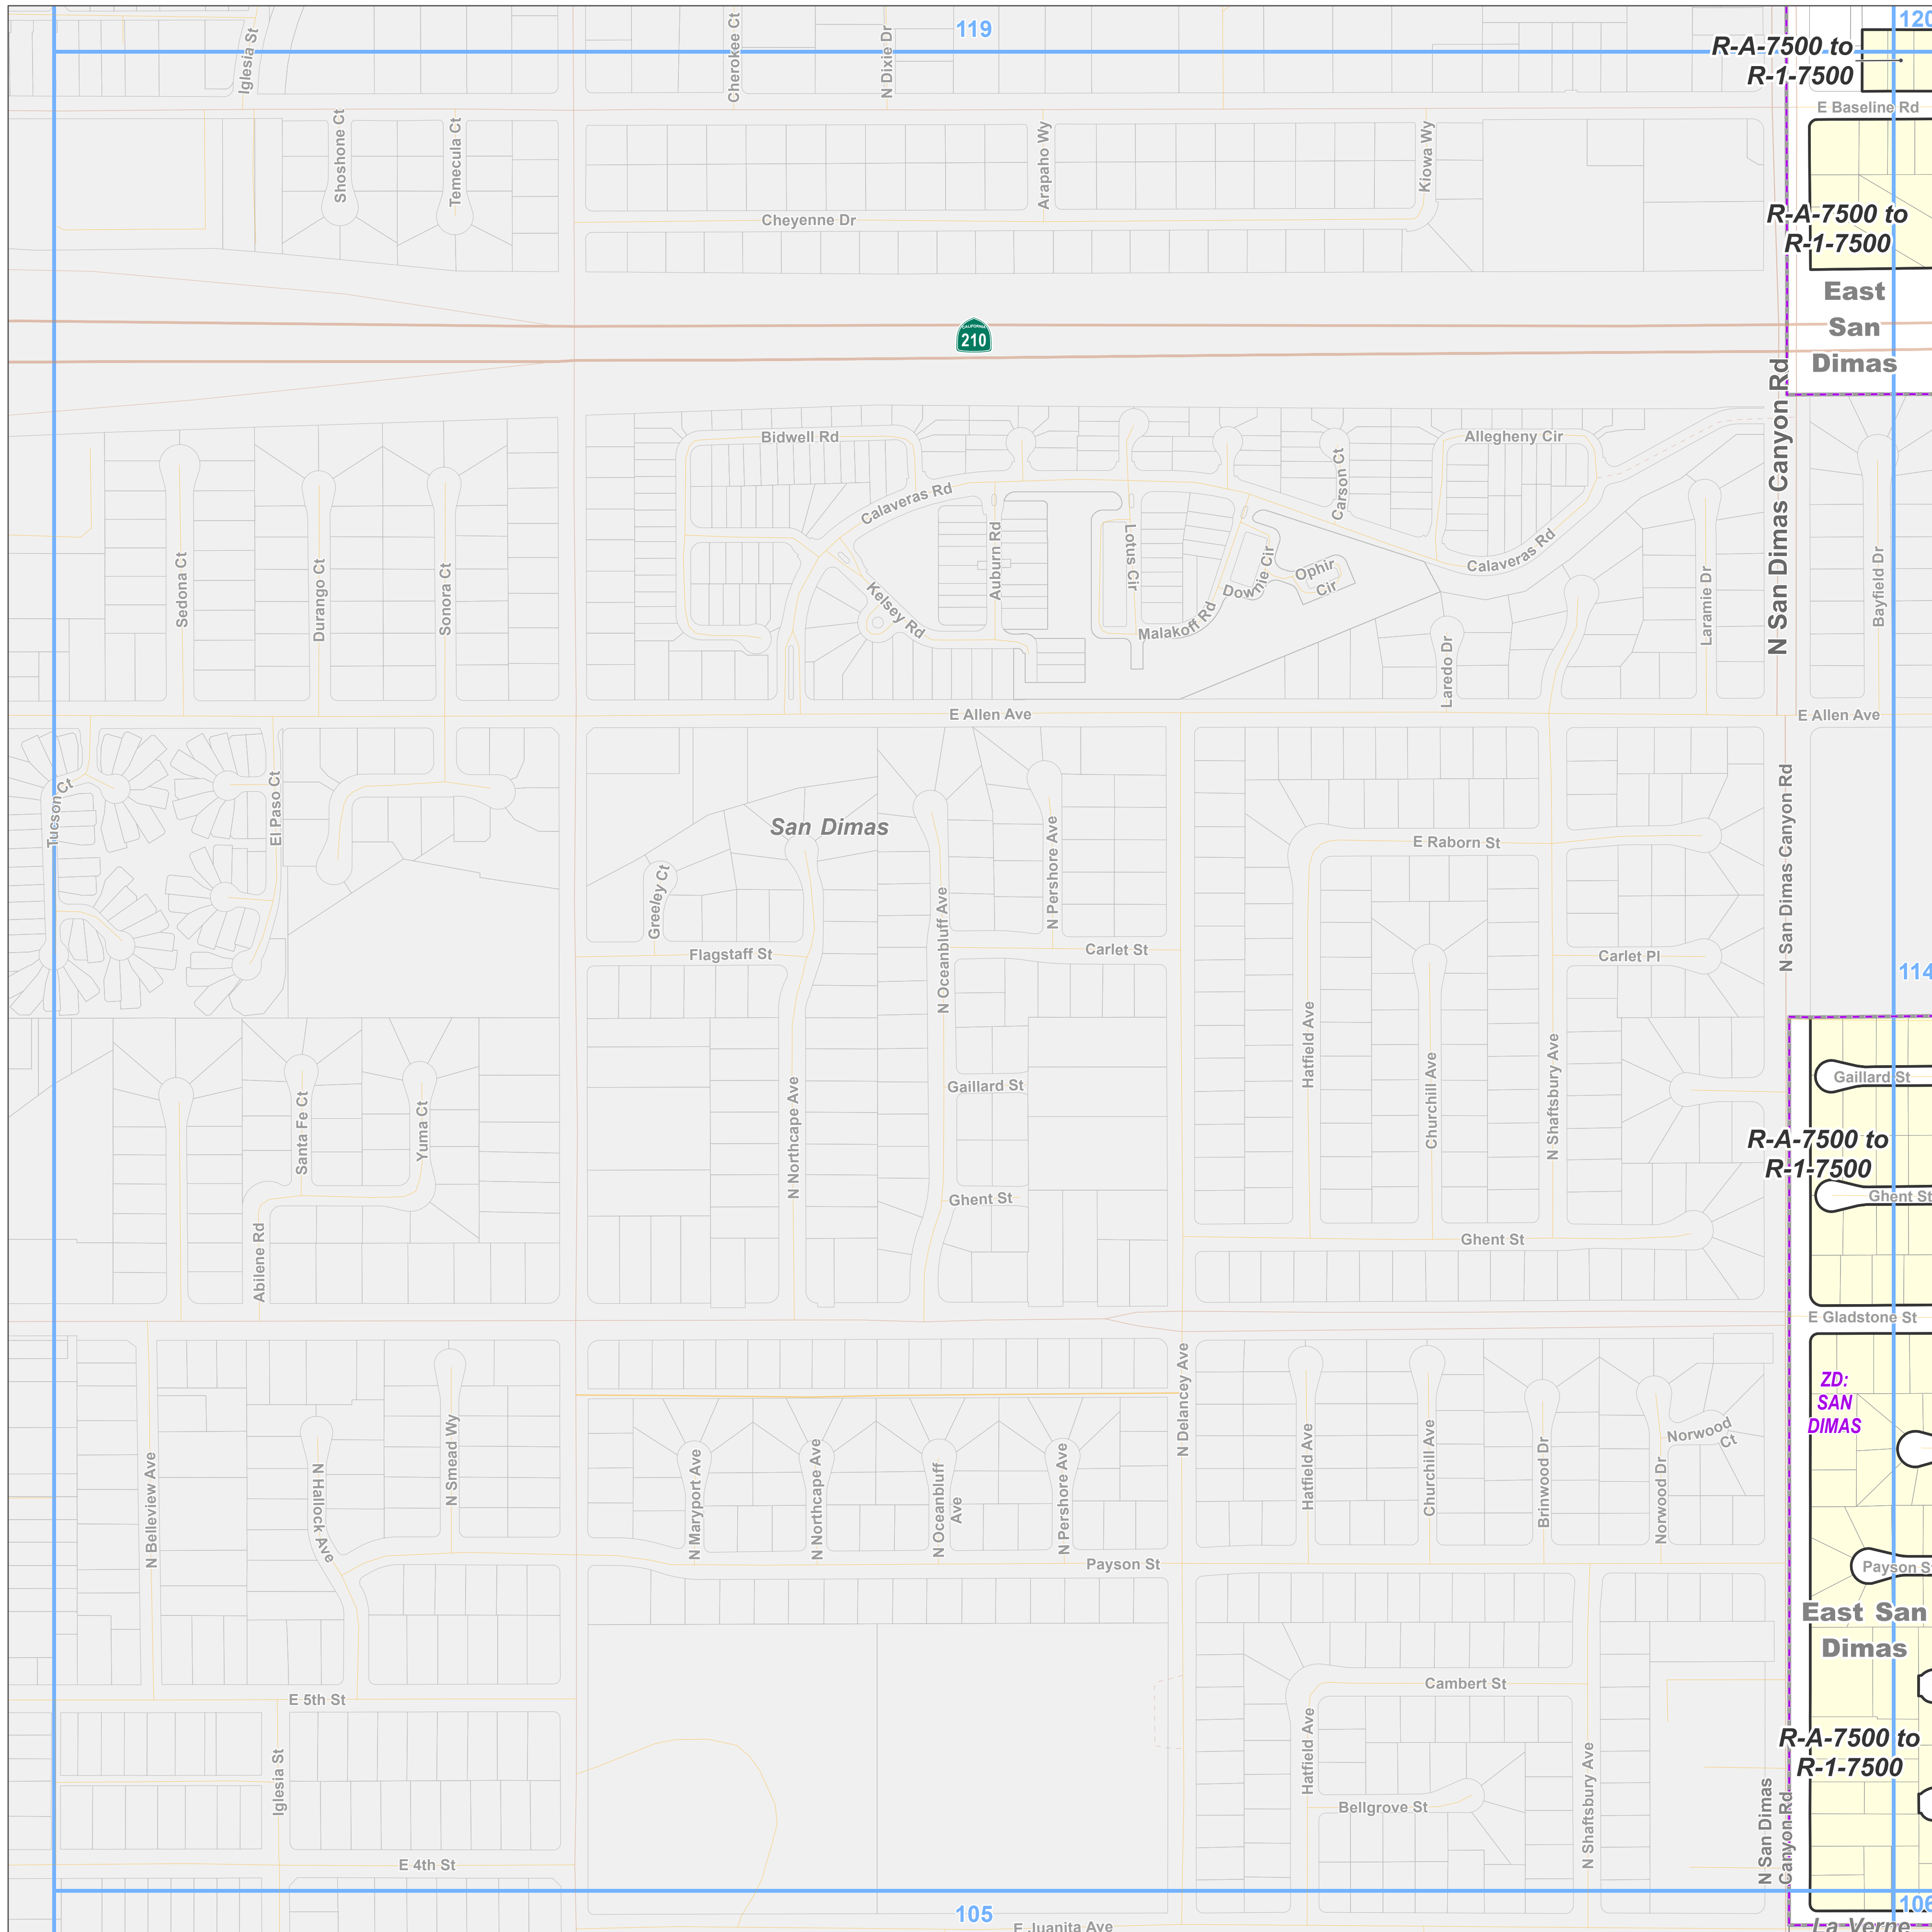 119
120
Iglesia St
Cherokee Ct
N Dixie Dr
R-A-7500 to
R-1-7500
E Baseline Rd
Shoshone Ct
Temecula Ct
Arapaho Wy
Kiowa Wy
Cheyenne Dr
R-A-7500 to
R-1-7500
East
San
Dimas
CALIFORNIA
210
N San Dimas Canyon Rd
Bidwell Rd
Allegheny Cir
Calaveras Rd
Carson Ct
Auburn Rd
Lotus Cir
Calaveras Rd
Sedona Ct
Durango Ct
Sonora Ct
Kelsey Rd
Downie Cir
Ophir
Cir
Malakoff Rd
Laredo Dr
Laramie Dr
Bayfield Dr
E Allen Ave
E Allen Ave
Tucson Ct
El Paso Ct
San Dimas
Greeley Ct
N Oceanbluff Ave
N Pershore Ave
E Raborn St
N San Dimas Canyon Rd
Flagstaff St
Carlet St
Carlet Pl
114
Hatfield Ave
Churchill Ave
N Shaftsbury Ave
Santa Fe Ct
Yuma Ct
N Northcape Ave
Gaillard St
Gaillard St
R-A-7500 to
R-1-7500
Ghent St
Ghent St
Abilene Rd
Ghent St
E Gladstone St
N Delancey Ave
ZD:
SAN
DIMAS
N Belleview Ave
N Hallock Ave
N Smead Wy
N Maryport Ave
N Northcape Ave
N Oceanbluff
Ave
N Pershore Ave
Hatfield Ave
Churchill Ave
Brinwood Dr
Norwood Dr
Norwood
Ct
Payson St
Payson S
East San
Dimas
E 5th St
Cambert St
Iglesia St
Hatfield Ave
N Shaftsbury Ave
R-A-7500 to
R-1-7500
Bellgrove St
N San Dimas
Canyon Rd
E 4th St
105
106
E Juanita Ave
La Verne